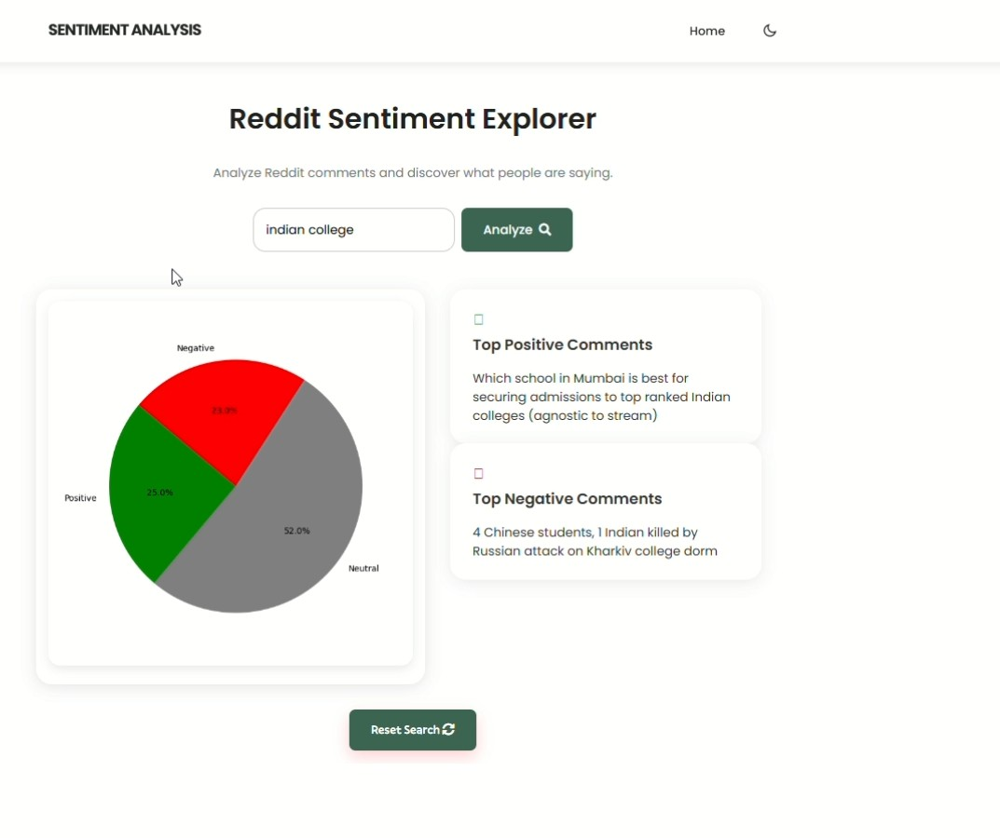 SENTIMENT ANALYSIS
Home
Reddit Sentiment Explorer
Analyze Reddit comments and discover what people are saying.
indian college
Analyze
Negative
23.0%
Positive
25.0%
52.0%
Neutral
Top Positive Comments
Which school in Mumbai is best for
securing admissions to top ranked Indian
colleges (agnostic to stream)
Top Negative Comments
4 Chinese students, 1 Indian killed by
Russian attack on Kharkiv college dorm
Reset Search